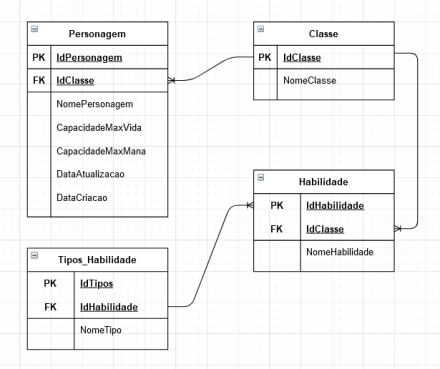 Personagem
PK IdPersonagem
FK IdClasse
NomePersonagem
CapacidadeMaxVida
CapacidadeMaxMana
DataAtualizacao
DataCriacao
Classe
PK IdClasse
NomeClasse
Habilidade
PK IdHabilidade
FK IdClasse
NomeHabilidade
Tipos_Habilidade
PK IdTipos
FK IdHabilidade
NomeTipo